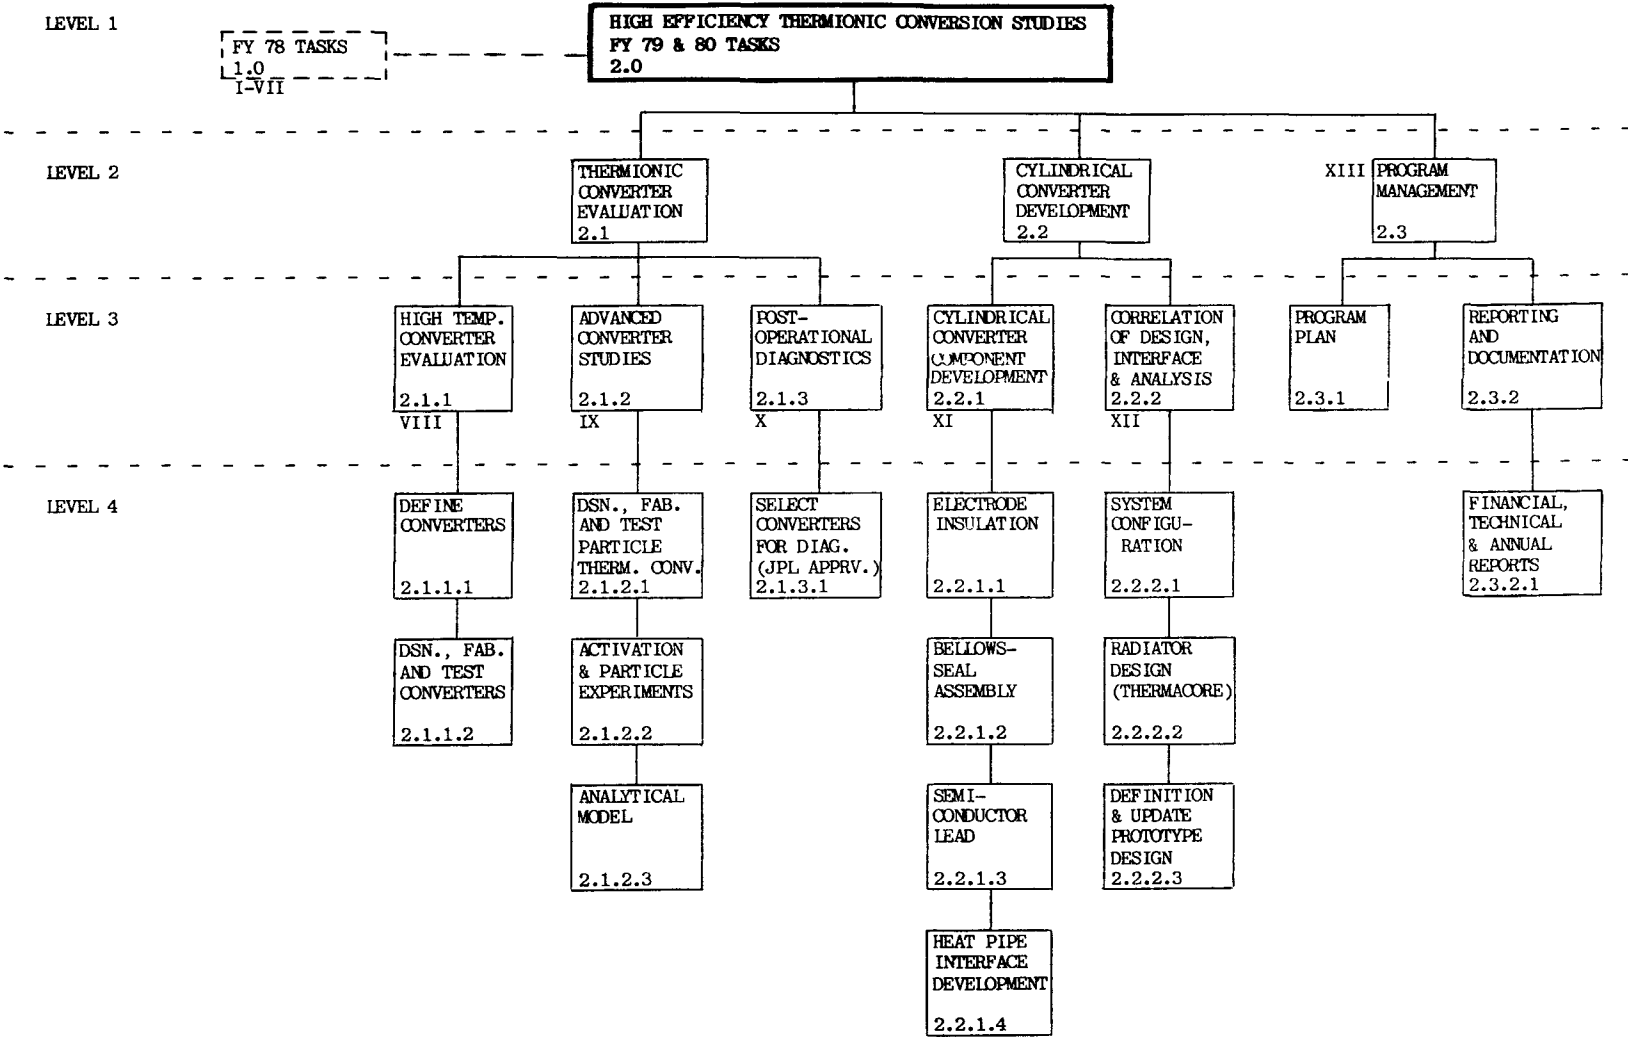 LEVEL 1
FY 78 TASKS
1.0
I-VII
HIGH EFFICIENCY THERMIONIC CONVERSION STUDIES
FY 79 & 80 TASKS
2.0
LEVEL 2
THERMIONIC
CONVERTER
EVALUATION
2.1
CYLINDRICAL
CONVERTER
DEVELOPMENT
2.2
XIII
PROGRAM
MANAGEMENT
2.3
LEVEL 3
HIGH TEMP.
CONVERTER
EVALUATION
2.1.1
VIII
ADVANCED
CONVERTER
STUDIES
2.1.2
IX
POST-
OPERATIONAL
DIAGNOSTICS
2.1.3
X
CYLINDRICAL
CONVERTER
COMPONENT
DEVELOPMENT
2.2.1
XI
CORRELATION
OF DESIGN,
INTERFACE
& ANALYSIS
2.2.2
XII
PROGRAM
PLAN
2.3.1
REPORTING
AND
DOCUMENTATION
2.3.2
LEVEL 4
DEFINE
CONVERTERS
2.1.1.1
DSN., FAB.
AND TEST
PARTICLE
THERM. CONV.
2.1.2.1
SELECT
CONVERTERS
FOR DIAG.
(JPL APPRV.)
2.1.3.1
ELECTRODE
INSULATION
2.2.1.1
SYSTEM
CONFIGU-
RATION
2.2.2.1
FINANCIAL,
TECHNICAL
& ANNUAL
REPORTS
2.3.2.1
DSN., FAB.
AND TEST
CONVERTERS
2.1.1.2
ACTIVATION
& PARTICLE
EXPERIMENTS
2.1.2.2
BELLOWS-
SEAL
ASSEMBLY
2.2.1.2
RADIATOR
DESIGN
(THERMACORE)
2.2.2.2
ANALYTICAL
MODEL
2.1.2.3
SEMI-
CONDUCTOR
LEAD
2.2.1.3
DEFINITION
& UPDATE
PROTOTYPE
DESIGN
2.2.2.3
HEAT PIPE
INTERFACE
DEVELOPMENT
2.2.1.4